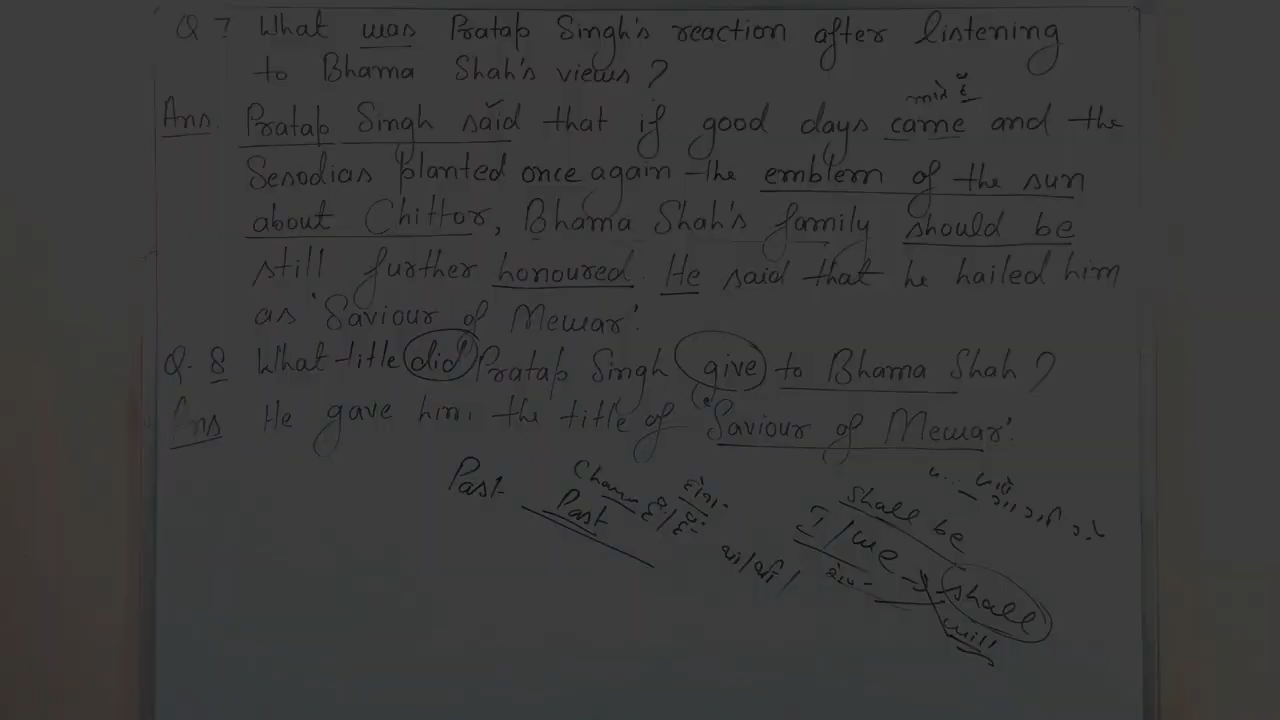 Q 7 What was Pratap Singh's reaction after listening
to Bhama Shah's views?
Ans. Pratap Singh said that if good days came and the
Sesodias planted once again the emblem of the sun
about Chittor, Bhama Shah's family should be
still further honoured. He said that he hailed him
as 'Saviour of Mewar'.
Q. 8 What title did Pratap Singh give to Bhama Shah?
Ans He gave him the title of 'Saviour of Mewar'.
Past
Past
shall be
I/we → shall
will